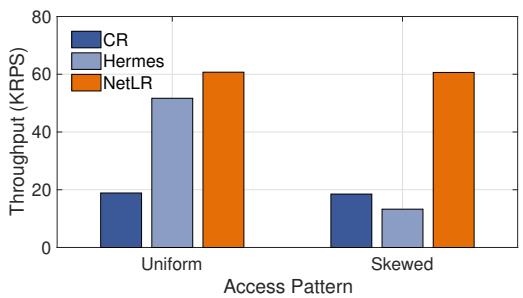 80
60
40
20
0
Throughput (KRPS)
CR
Hermes
NetLR
Uniform
Skewed
Access Pattern